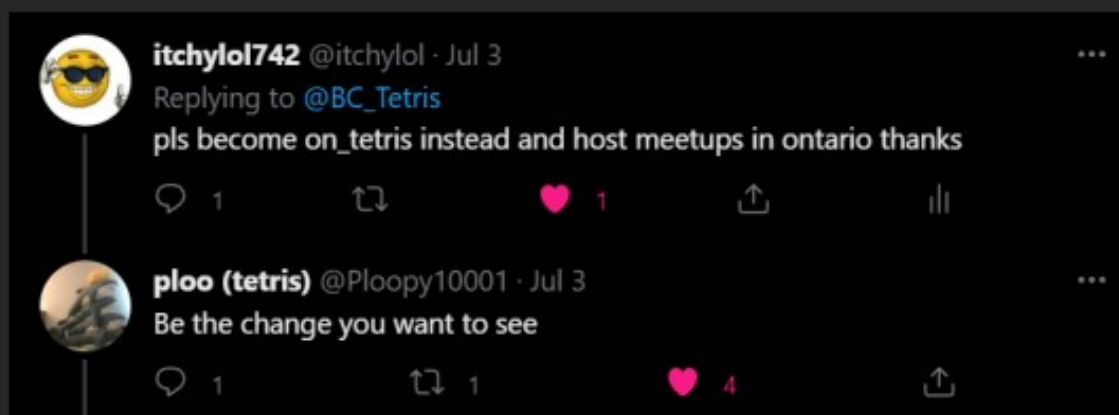 itchylol742 @itchylol · Jul 3
Replying to @BC_Tetris
pls become on_tetris instead and host meetups in ontario thanks
1 1
ploo (tetris) @Ploopy10001 · Jul 3
Be the change you want to see
1 1 4